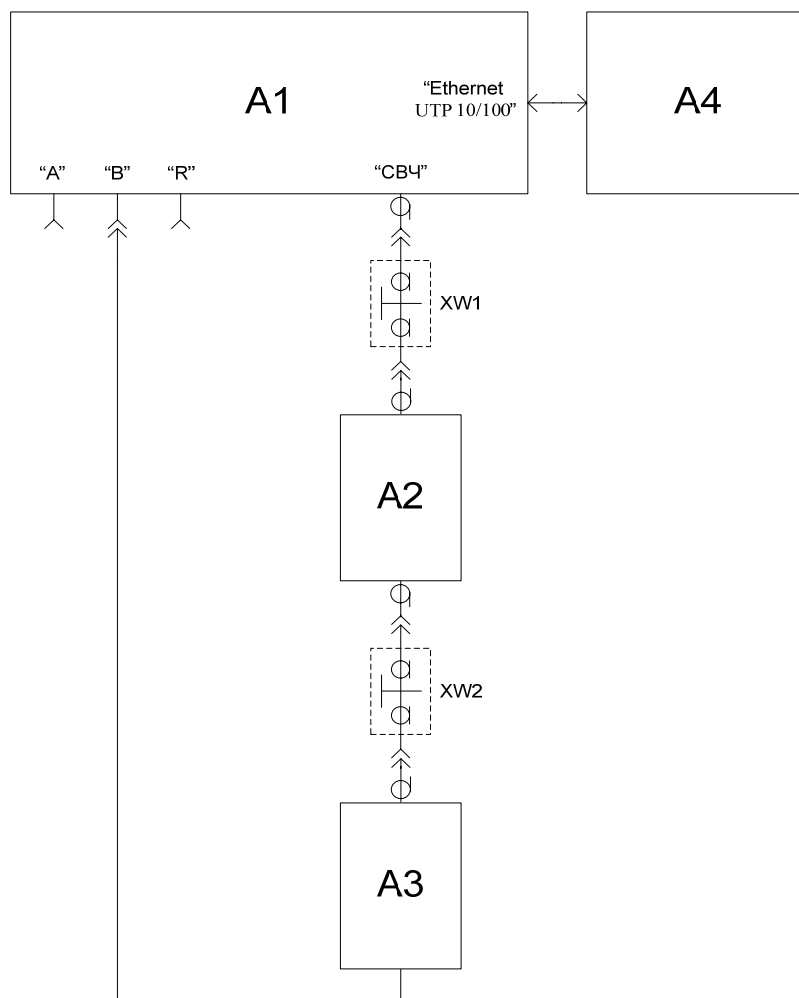 A1
“Ethernet
UTP 10/100”
A4
“A”
“B”
“R”
“СВЧ”
XW1
A2
XW2
A3